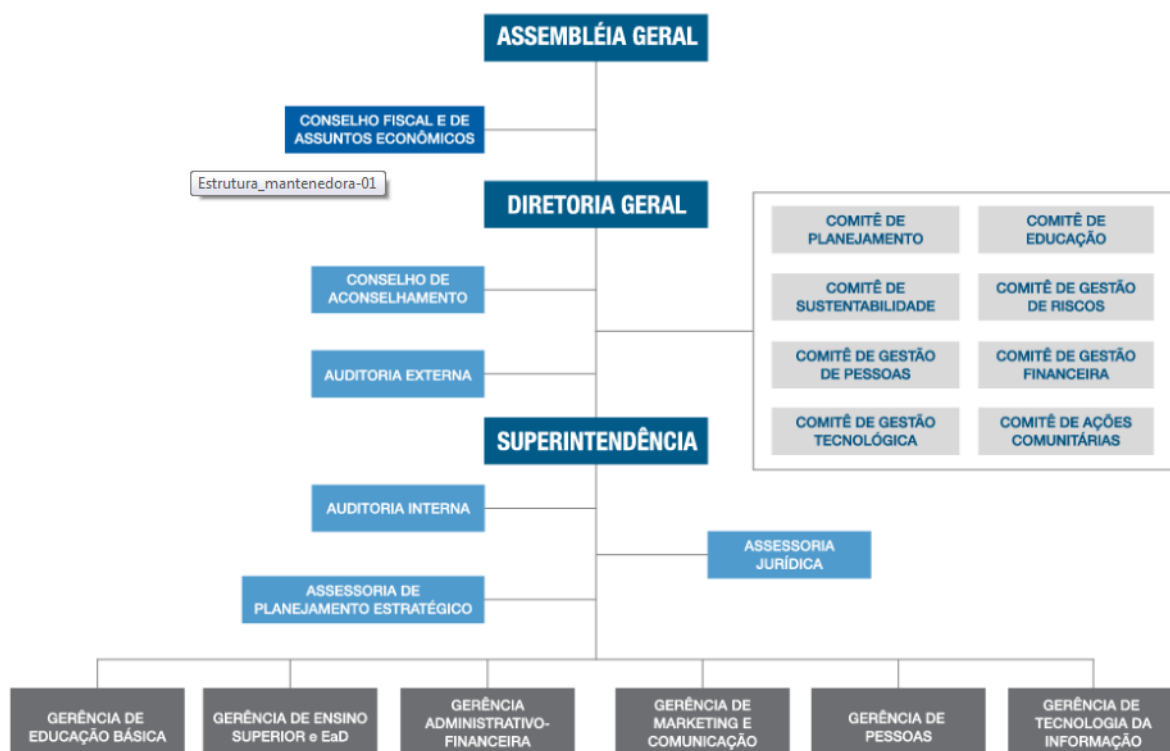 ASSEMBLÉIA GERAL
CONSELHO FISCAL E DE
ASSUNTOS ECONÔMICOS
Estrutura_mantenedora-01
DIRETORIA GERAL
COMITÊ DE
PLANEJAMENTO
COMITÊ DE
EDUCAÇÃO
CONSELHO DE
ACONSELHAMENTO
COMITÊ DE
SUSTENTABILIDADE
COMITÊ DE GESTÃO
DE RISCOS
AUDITORIA EXTERNA
COMITÊ DE GESTÃO
DE PESSOAS
COMITÊ DE GESTÃO
FINANCEIRA
COMITÊ DE GESTÃO
TECNOLÓGICA
COMITÊ DE AÇÕES
COMUNITÁRIAS
SUPERINTENDÊNCIA
AUDITORIA INTERNA
ASSESSORIA
JURÍDICA
ASSESSORIA DE
PLANEJAMENTO ESTRATÉGICO
GERÊNCIA DE
EDUCAÇÃO BÁSICA
GERÊNCIA DE ENSINO
SUPERIOR e EaD
GERÊNCIA
ADMINISTRATIVO-
FINANCEIRA
GERÊNCIA DE
MARKETING E
COMUNICAÇÃO
GERÊNCIA DE
PESSOAS
GERÊNCIA DE
TECNOLOGIA DA
INFORMAÇÃO